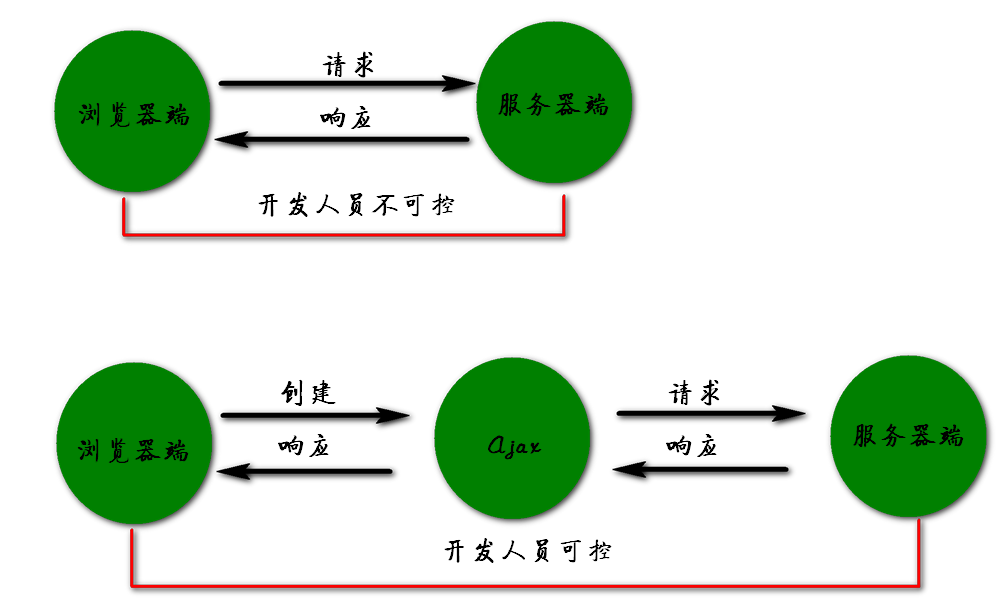 请求
浏览器端
服务器端
响应
开发人员不可控
创建
请求
浏览器端
响应
Ajax
响应
服务器端
开发人员可控